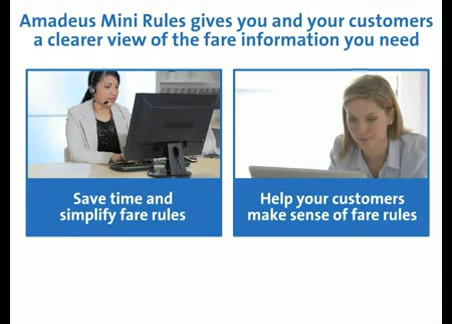 Amadeus Mini Rules gives you and your customers
a clearer view of the fare information you need
Save time and
simplify fare rules
Help your customers
make sense of fare rules